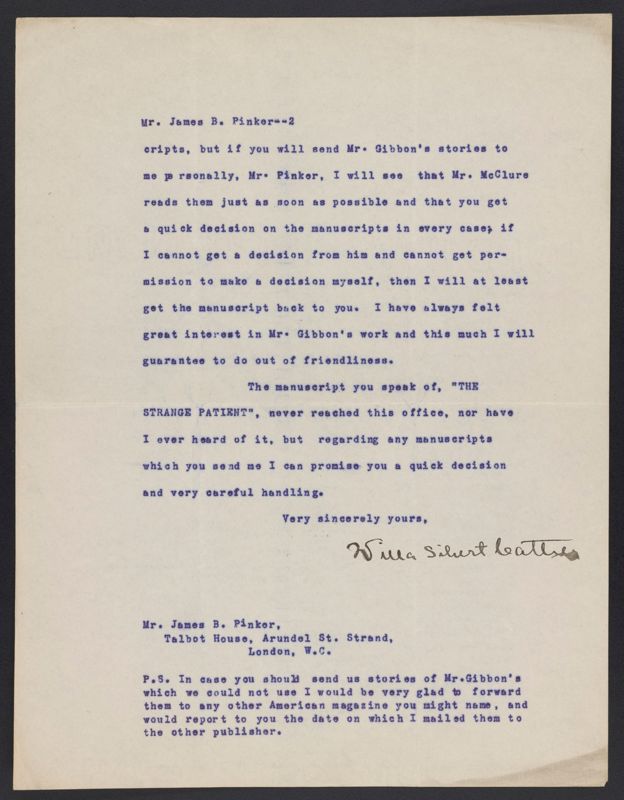 Mr. James B. Pinker--2
cripts, but if you will send Mr. Gibbon's stories to
me pe rsonally, Mr. Pinker, I will see that Mr. McClure
reads them just as soon as possible and that you get
a quick decision on the manuscripts in every case; if
I cannot get a decision from him and cannot get per-
mission to make a decision myself, then I will at least
get the manuscript back to you. I have always felt
great interest in Mr. Gibbon's work and this much I will
guarantee to do out of friendliness.
The manuscript you speak of, "THE
STRANGE PATIENT", never reached this office, nor have
I ever heard of it, but regarding any manuscripts
which you send me I can promise you a quick decision
and very careful handling.
Very sincerely yours,
Willa Sibert Cather
Mr. James B. Pinker,
Talbot House, Arundel St. Strand,
London, W.C.
P.S. In case you should send us stories of Mr.Gibbon's
which we could not use I would be very glad to forward
them to any other American magazine you might name, and
would report to you the date on which I mailed them to
the other publisher.